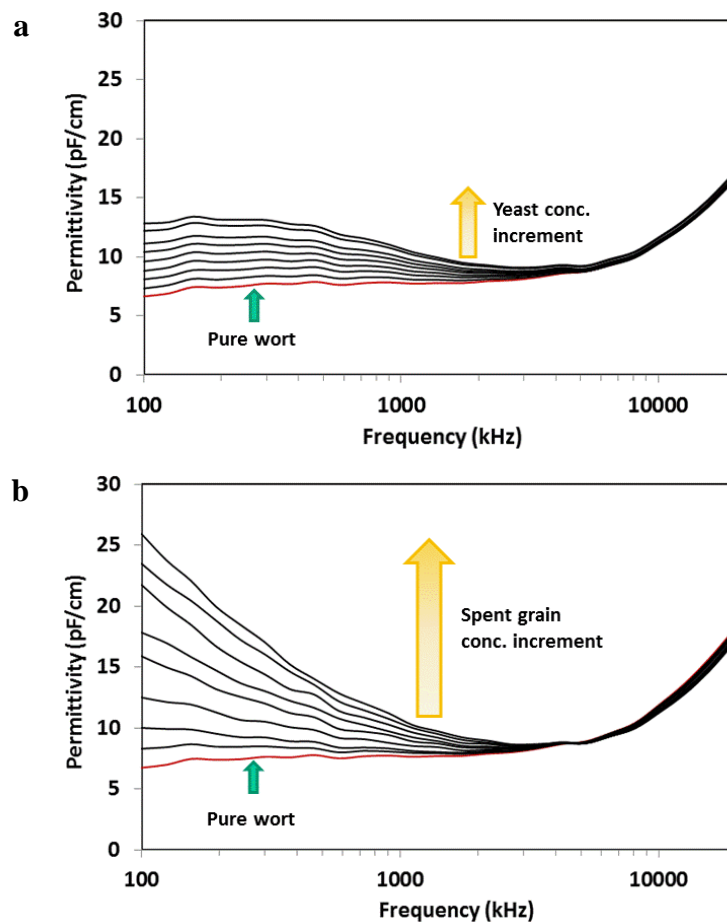 a
30
25
20
15
10
5
0
Permittivity (pF/cm)
Yeast conc.
increment
Pure wort
100
1000
10000
Frequency (kHz)
b
30
25
20
15
10
5
0
Permittivity (pF/cm)
Spent grain
conc. increment
Pure wort
100
1000
10000
Frequency (kHz)